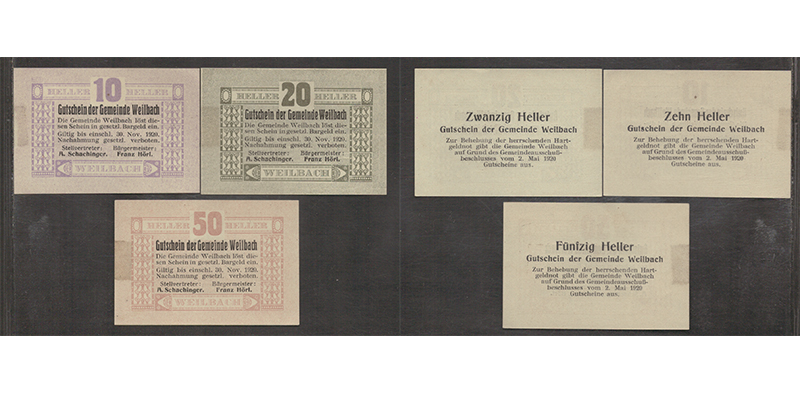 HELLER 10 HELLER
Gutschein der Gemeinde Weilbach
Die Gemeinde Weilbach löst die-
sen Schein in gesetzl. Bargeld ein.
Giltig bis einschl. 30. Nov. 1920.
Nachahmung gesetzl. verboten.
Stellvertreter: Bürgermeister:
A. Schachinger. Franz Hörl.
WEILBACH
HELLER 20 HELLER
Gutschein der Gemeinde Weilbach
Die Gemeinde Weilbach löst die-
sen Schein in gesetzl. Bargeld ein.
Giltig bis einschl. 30. Nov. 1920.
Nachahmung gesetzl. verboten.
Stellvertreter: Bürgermeister:
A. Schachinger. Franz Hörl.
WEILBACH
HELLER 50 HELLER
Gutschein der Gemeinde Weilbach
Die Gemeinde Weilbach löst die-
sen Schein in gesetzl. Bargeld ein.
Giltig bis einschl. 30. Nov. 1920.
Nachahmung gesetzl. verboten.
Stellvertreter: Bürgermeister:
A. Schachinger. Franz Hörl.
WEILBACH
Zwanzig Heller
Gutschein der Gemeinde Weilbach
Zur Behebung der herrschenden Hart-
geldnot gibt die Gemeinde Weilbach
auf Grund des Gemeindeausschuß-
beschlusses vom 2. Mai 1920
Gutscheine aus.
Zehn Heller
Gutschein der Gemeinde Weilbach
Zur Behebung der herrschenden Hart-
geldnot gibt die Gemeinde Weilbach
auf Grund des Gemeindeausschuß-
beschlusses vom 2. Mai 1920
Gutscheine aus.
Fünfzig Heller
Gutschein der Gemeinde Weilbach
Zur Behebung der herrschenden Hart-
geldnot gibt die Gemeinde Weilbach
auf Grund des Gemeindeausschuß-
beschlusses vom 2. Mai 1920
Gutscheine aus.